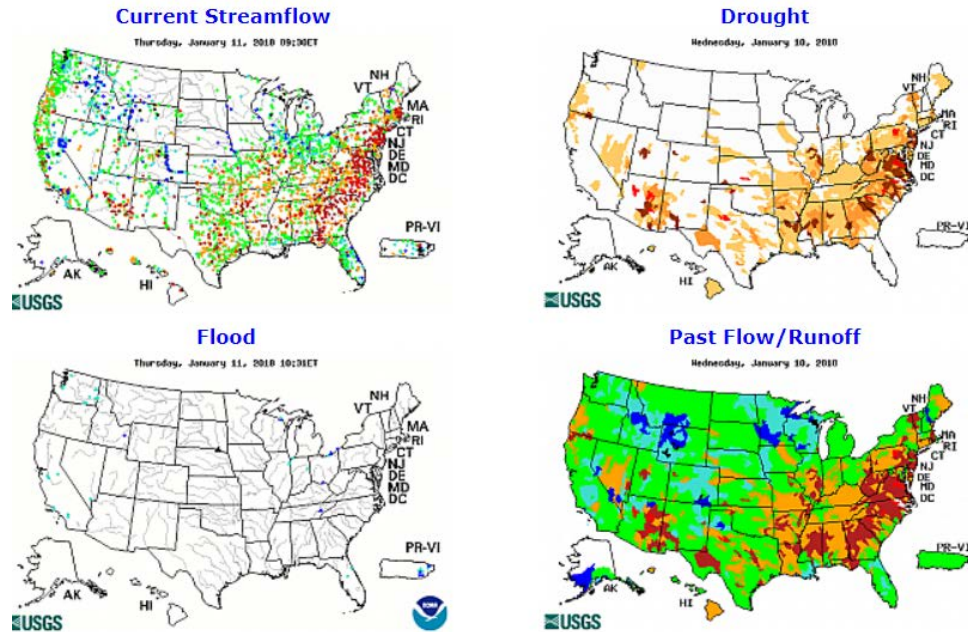 Current Streamflow
Thursday, January 11, 2018 09:30ET
NH
VT
MA
RI
CT
NJ
DE
MD
DC
PR-VI
AK
HI
USGS
Drought
Wednesday, January 10, 2018
NH
VT
MA
RI
CT
NJ
DE
MD
DC
PR-VI
AK
HI
USGS
Flood
Thursday, January 11, 2018 10:31ET
NH
VT
MA
RI
CT
NJ
DE
MD
DC
PR-VI
AK
HI
USGS
NOAA
Past Flow/Runoff
Wednesday, January 10, 2018
NH
VT
MA
RI
CT
NJ
DE
MD
DC
PR-VI
AK
HI
USGS